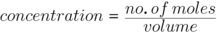 concentration = no. of moles / volume